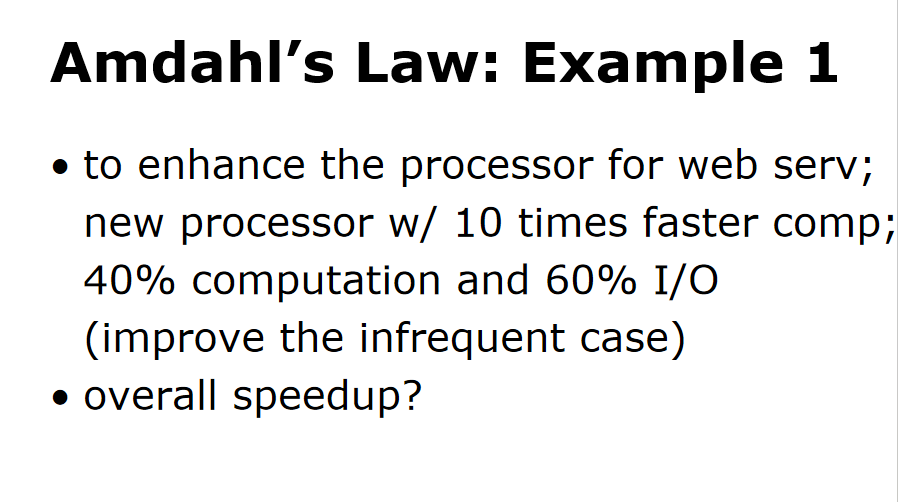 Amdahl’s Law: Example 1
• to enhance the processor for web serv;
new processor w/ 10 times faster comp;
40% computation and 60% I/O
(improve the infrequent case)
• overall speedup?